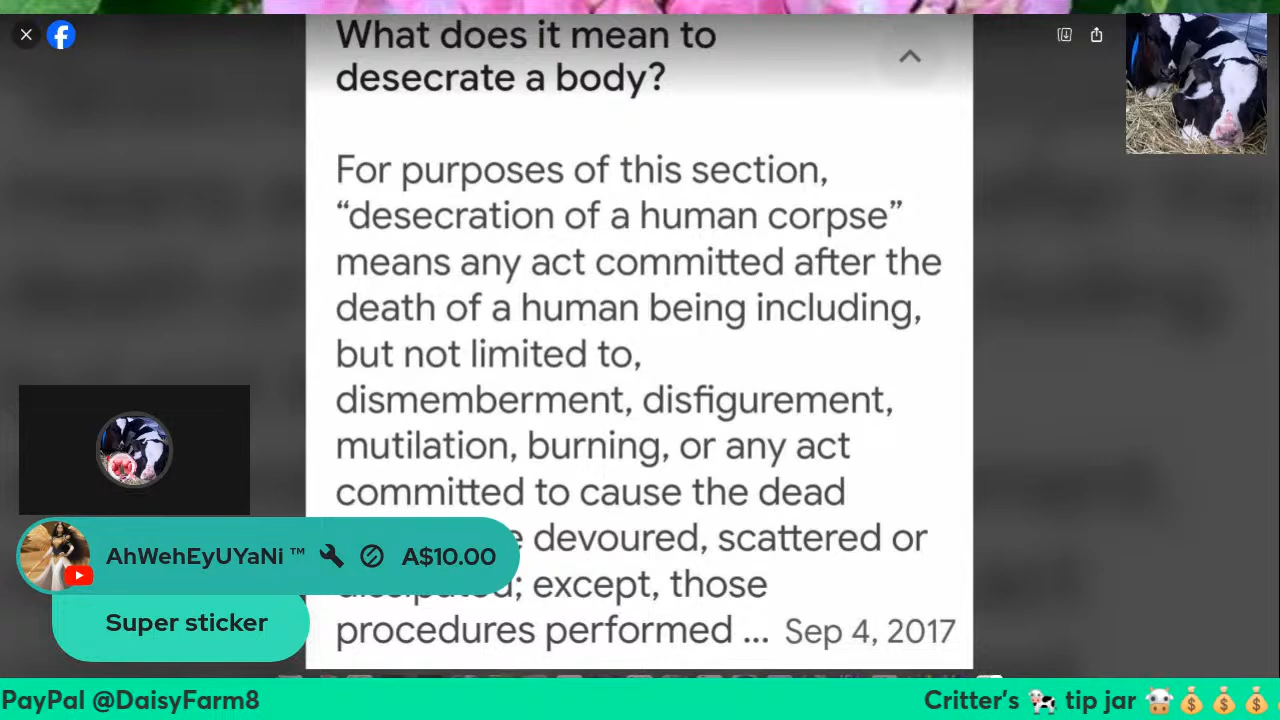 What does it mean to
desecrate a body?
For purposes of this section,
“desecration of a human corpse”
means any act committed after the
death of a human being including,
but not limited to,
dismemberment, disfigurement,
mutilation, burning, or any act
committed to cause the dead
devoured, scattered or
except, those
procedures performed ... Sep 4, 2017
AhWehEyUYaNi ™ A$10.00
Super sticker
PayPal @DaisyFarm8
Critter's 🐄 tip jar 🐮💰💰💰